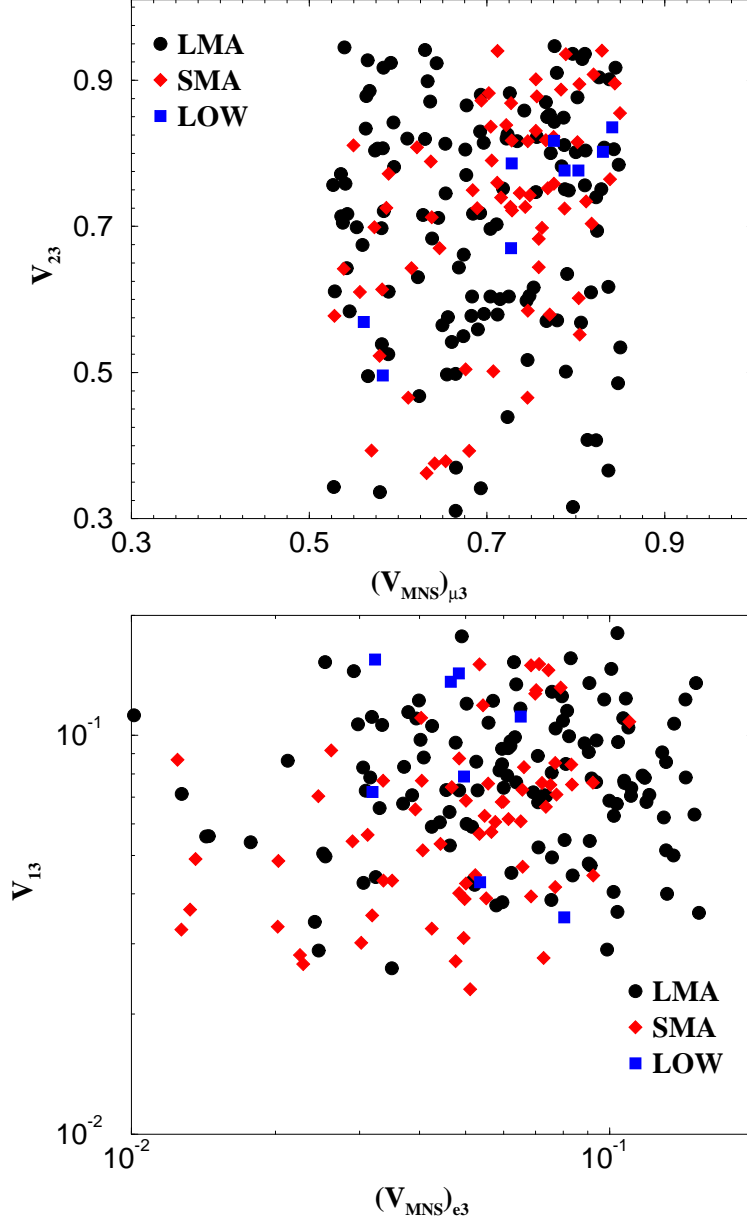 LMA
SMA
LOW
0.9
0.7
0.5
0.3
V23
0.3 0.5 0.7 0.9
(VMNS)μ3
10⁻¹
10⁻²
V13
LMA
SMA
LOW
10⁻² 10⁻¹
(VMNS)e3